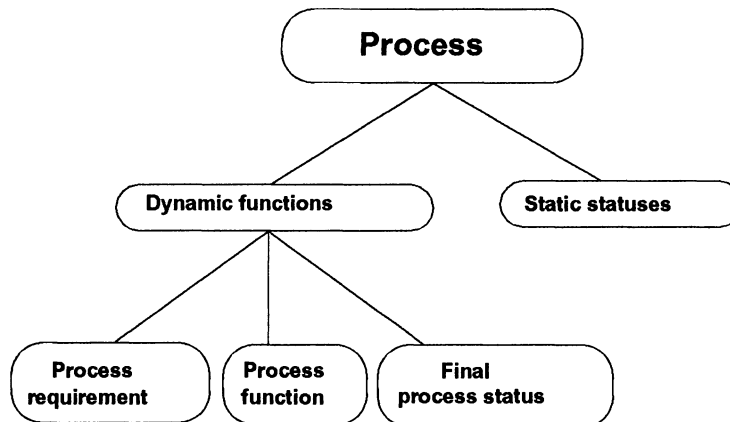 Process
Dynamic functions
Static statuses
Process
requirement
Process
function
Final
process status